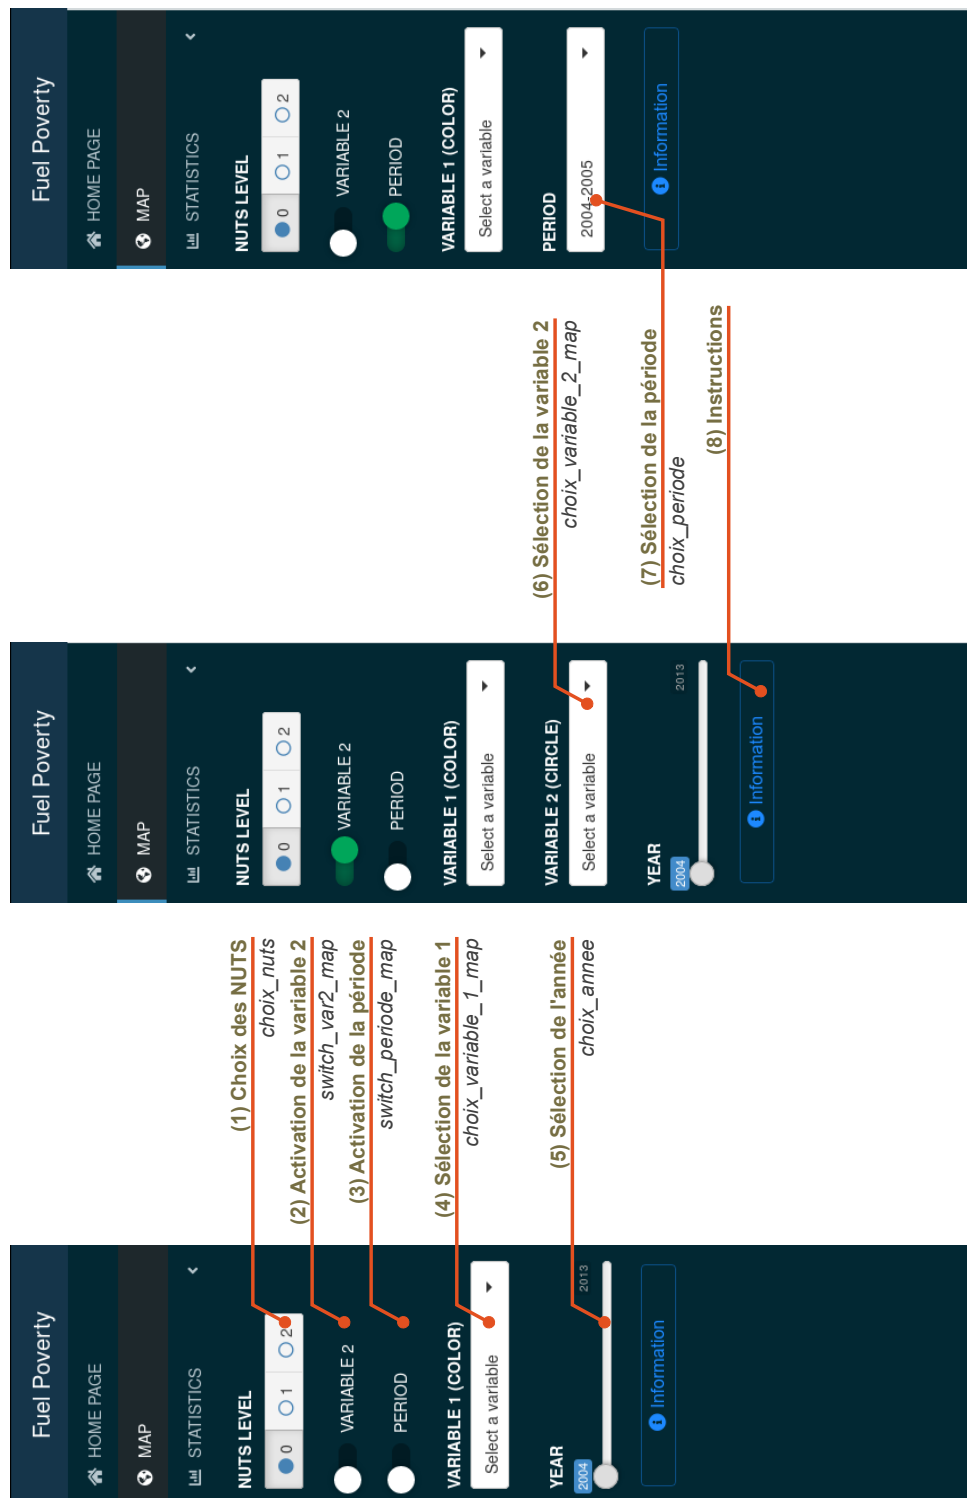 Fuel Poverty
HOME PAGE
MAP
STATISTICS
NUTS LEVEL
0 1 2
VARIABLE 2
PERIOD
VARIABLE 1 (COLOR)
Select a variable
YEAR
2004 2013
Information
(1) Choix des NUTS
choix_nuts
(2) Activation de la variable 2
switch_var2_map
(3) Activation de la période
switch_periode_map
(4) Sélection de la variable 1
choix_variable_1_map
(5) Sélection de l'année
choix_annee
Fuel Poverty
HOME PAGE
MAP
STATISTICS
NUTS LEVEL
0 1 2
VARIABLE 2
PERIOD
VARIABLE 1 (COLOR)
Select a variable
VARIABLE 2 (CIRCLE)
Select a variable
YEAR
2004 2013
Information
(6) Sélection de la variable 2
choix_variable_2_map
(7) Sélection de la période
choix_periode
(8) Instructions
Fuel Poverty
HOME PAGE
MAP
STATISTICS
NUTS LEVEL
0 1 2
VARIABLE 2
PERIOD
VARIABLE 1 (COLOR)
Select a variable
PERIOD
2004-2005
Information